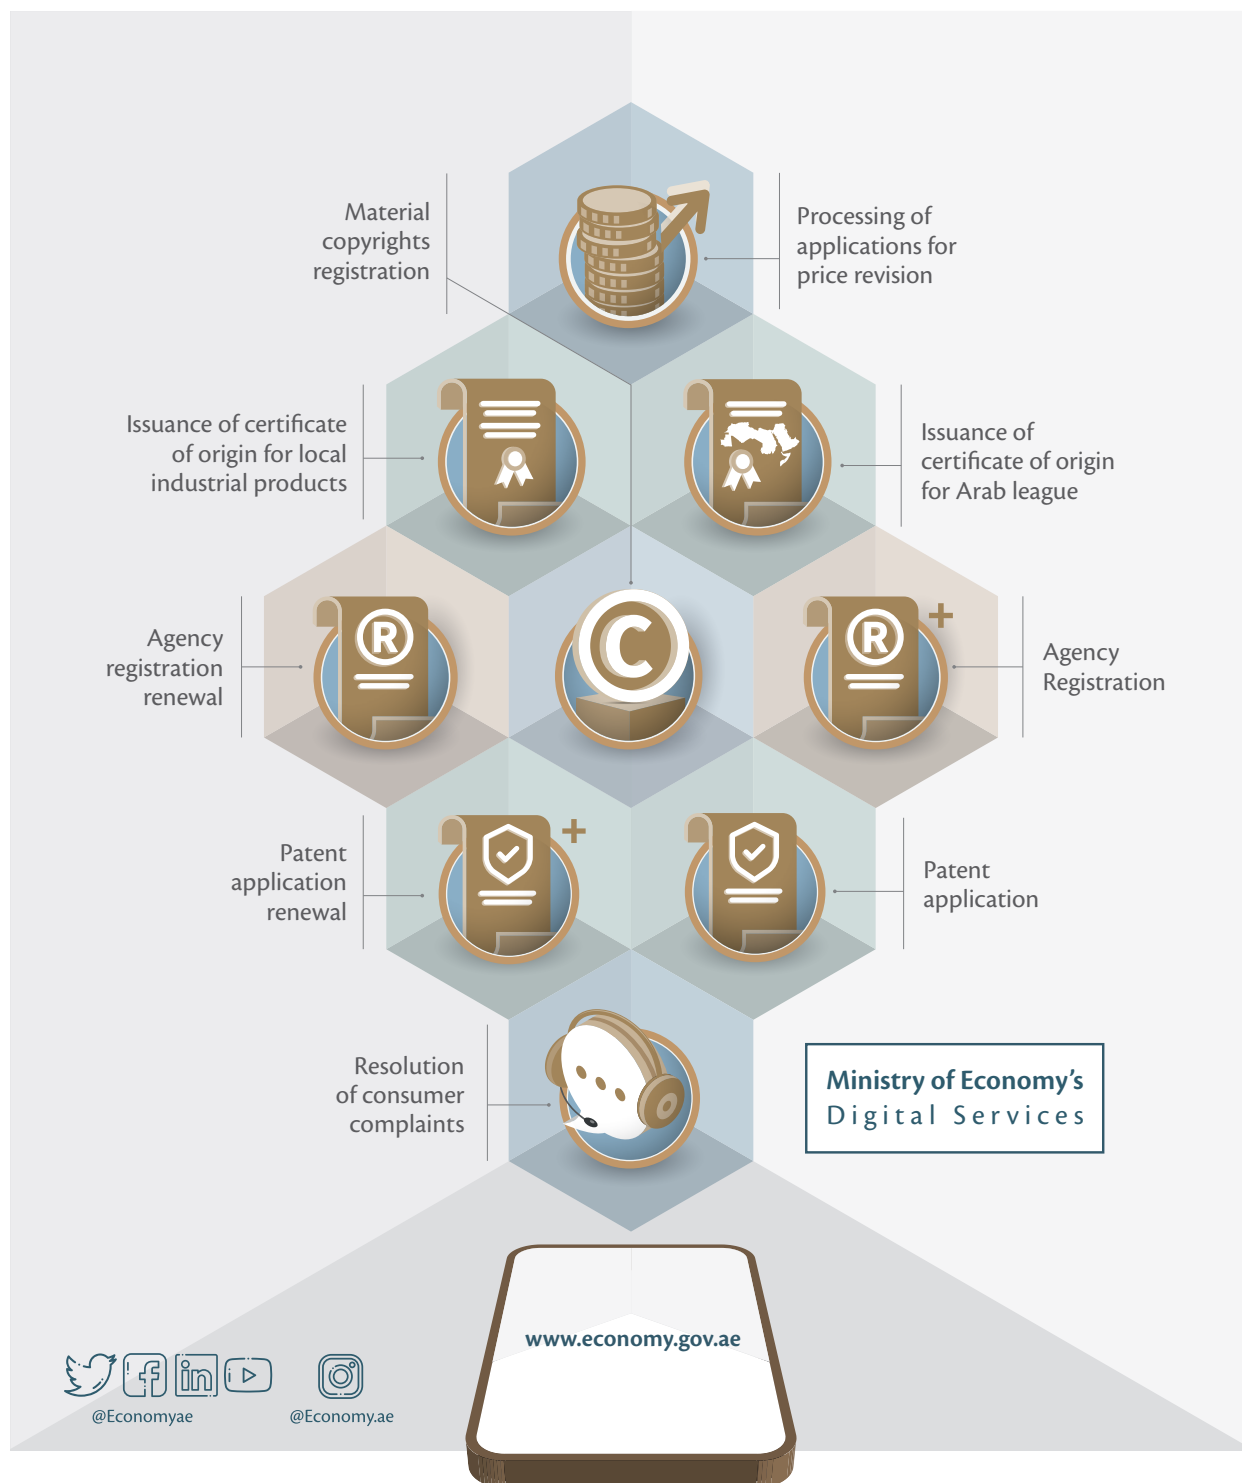 Material
copyrights
registration
Processing of
applications for
price revision
Issuance of certificate
of origin for local
industrial products
Issuance of
certificate of origin
for Arab league
Agency
registration
renewal
R
C
R
Agency
Registration
Patent
application
renewal
Patent
application
Resolution
of consumer
complaints
Ministry of Economy's
Digital Services
www.economy.gov.ae
@Economyae
@Economy.ae